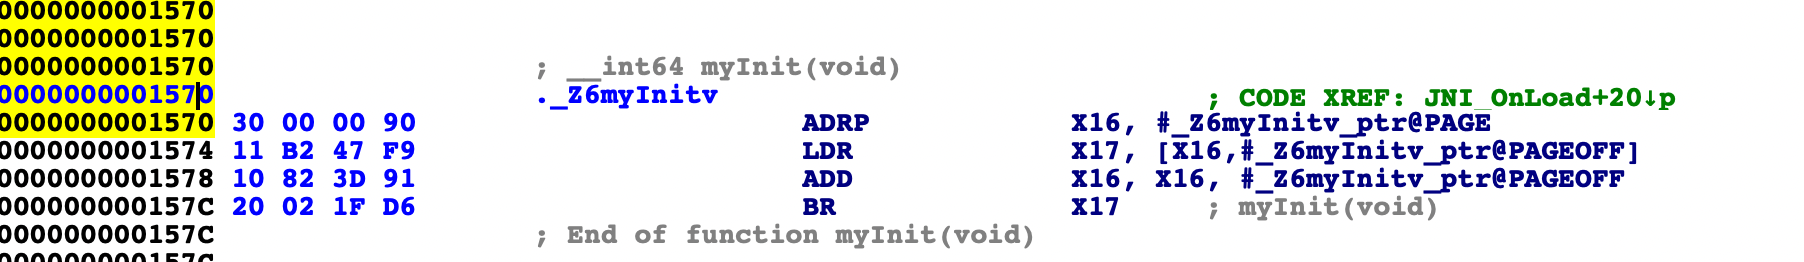 0000000001570
0000000001570
0000000001570 ; __int64 myInit(void)
0000000001570 ._Z6myInitv ; CODE XREF: JNI_OnLoad+20↓p
0000000001570 30 00 00 90 ADRP X16, #_Z6myInitv_ptr@PAGE
0000000001574 11 B2 47 F9 LDR X17, [X16,#_Z6myInitv_ptr@PAGEOFF]
0000000001578 10 82 3D 91 ADD X16, X16, #_Z6myInitv_ptr@PAGEOFF
000000000157C 20 02 1F D6 BR X17 ; myInit(void)
000000000157C ; End of function myInit(void)
000000000157C